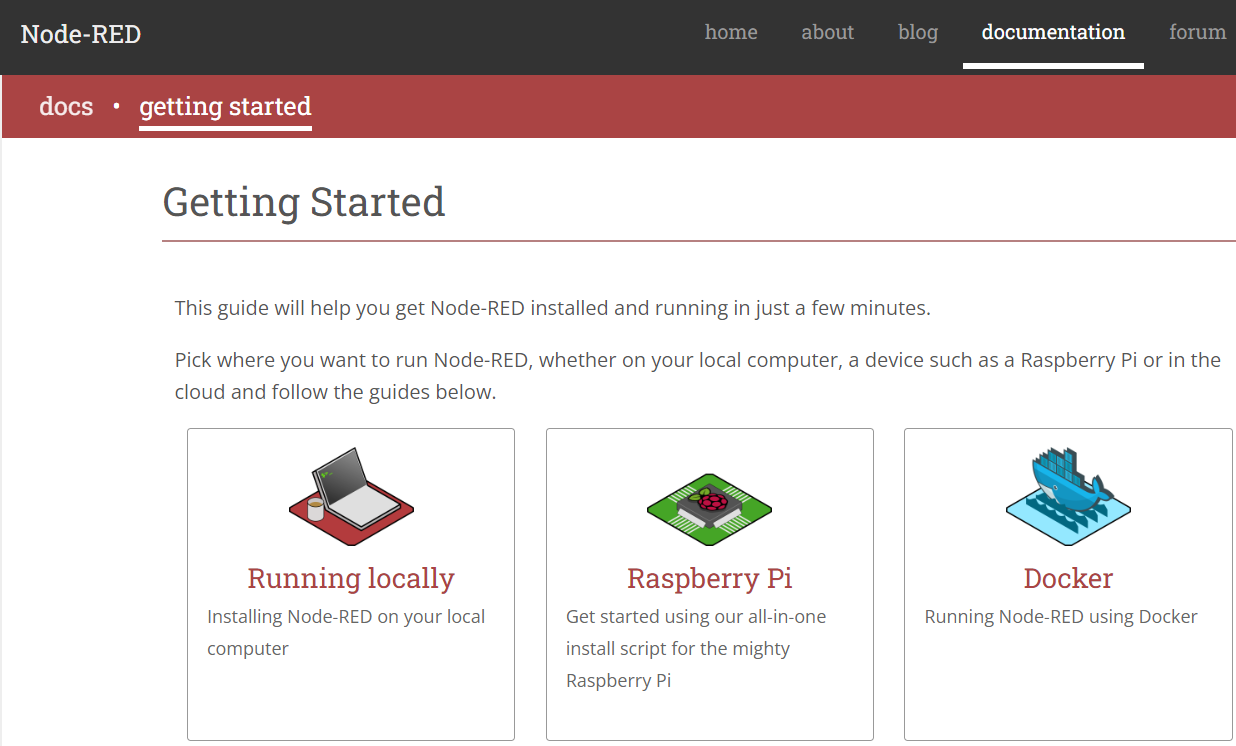 Node-RED
home about blog documentation forum
docs • getting started
Getting Started
This guide will help you get Node-RED installed and running in just a few minutes.
Pick where you want to run Node-RED, whether on your local computer, a device such as a Raspberry Pi or in the
cloud and follow the guides below.
Running locally
Installing Node-RED on your local
computer
Raspberry Pi
Get started using our all-in-one
install script for the mighty
Raspberry Pi
Docker
Running Node-RED using Docker